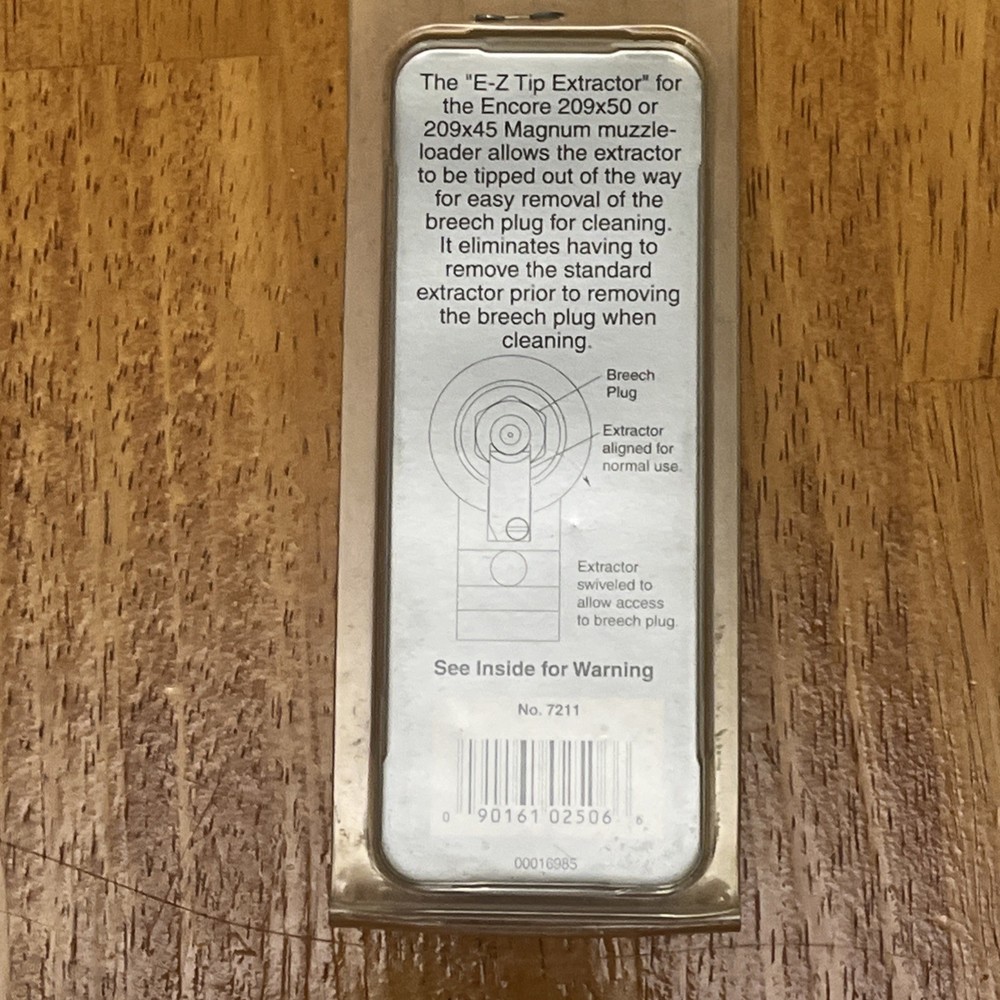 The "E-Z Tip Extractor" for
the Encore 209x50 or
209x45 Magnum muzzle-
loader allows the extractor
to be tipped out of the way
for easy removal of the
breech plug for cleaning.
It eliminates having to
remove the standard
extractor prior to removing
the breech plug when
cleaning.
Breech
Plug
Extractor
aligned for
normal use.
Extractor
swiveled to
allow access
to breech plug.
See Inside for Warning
No. 7211
0 90161 02506 6
00016985